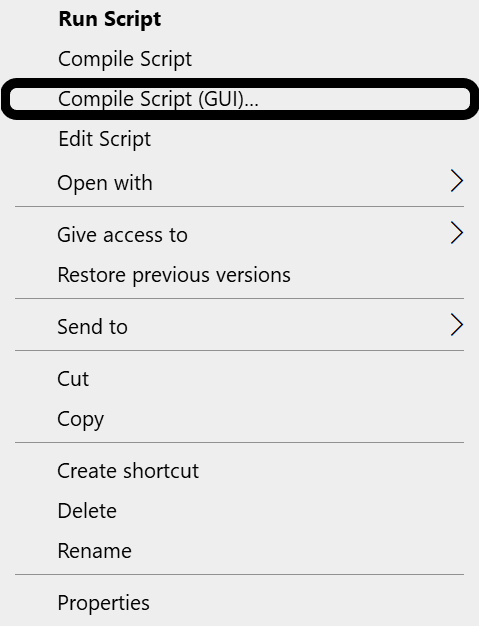 Run Script
Compile Script
Compile Script (GUI)...
Edit Script
Open with
Give access to
Restore previous versions
Send to
Cut
Copy
Create shortcut
Delete
Rename
Properties